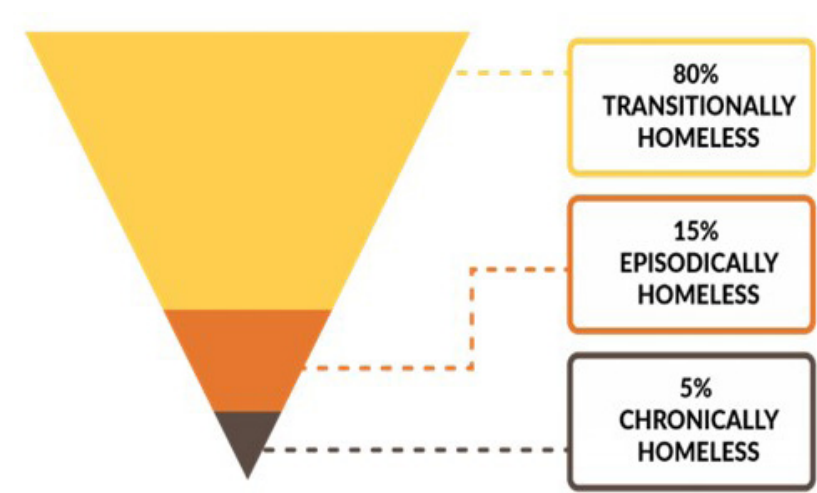 80%
TRANSITIONALLY
HOMELESS
15%
EPISODICALLY
HOMELESS
5%
CHRONICALLY
HOMELESS